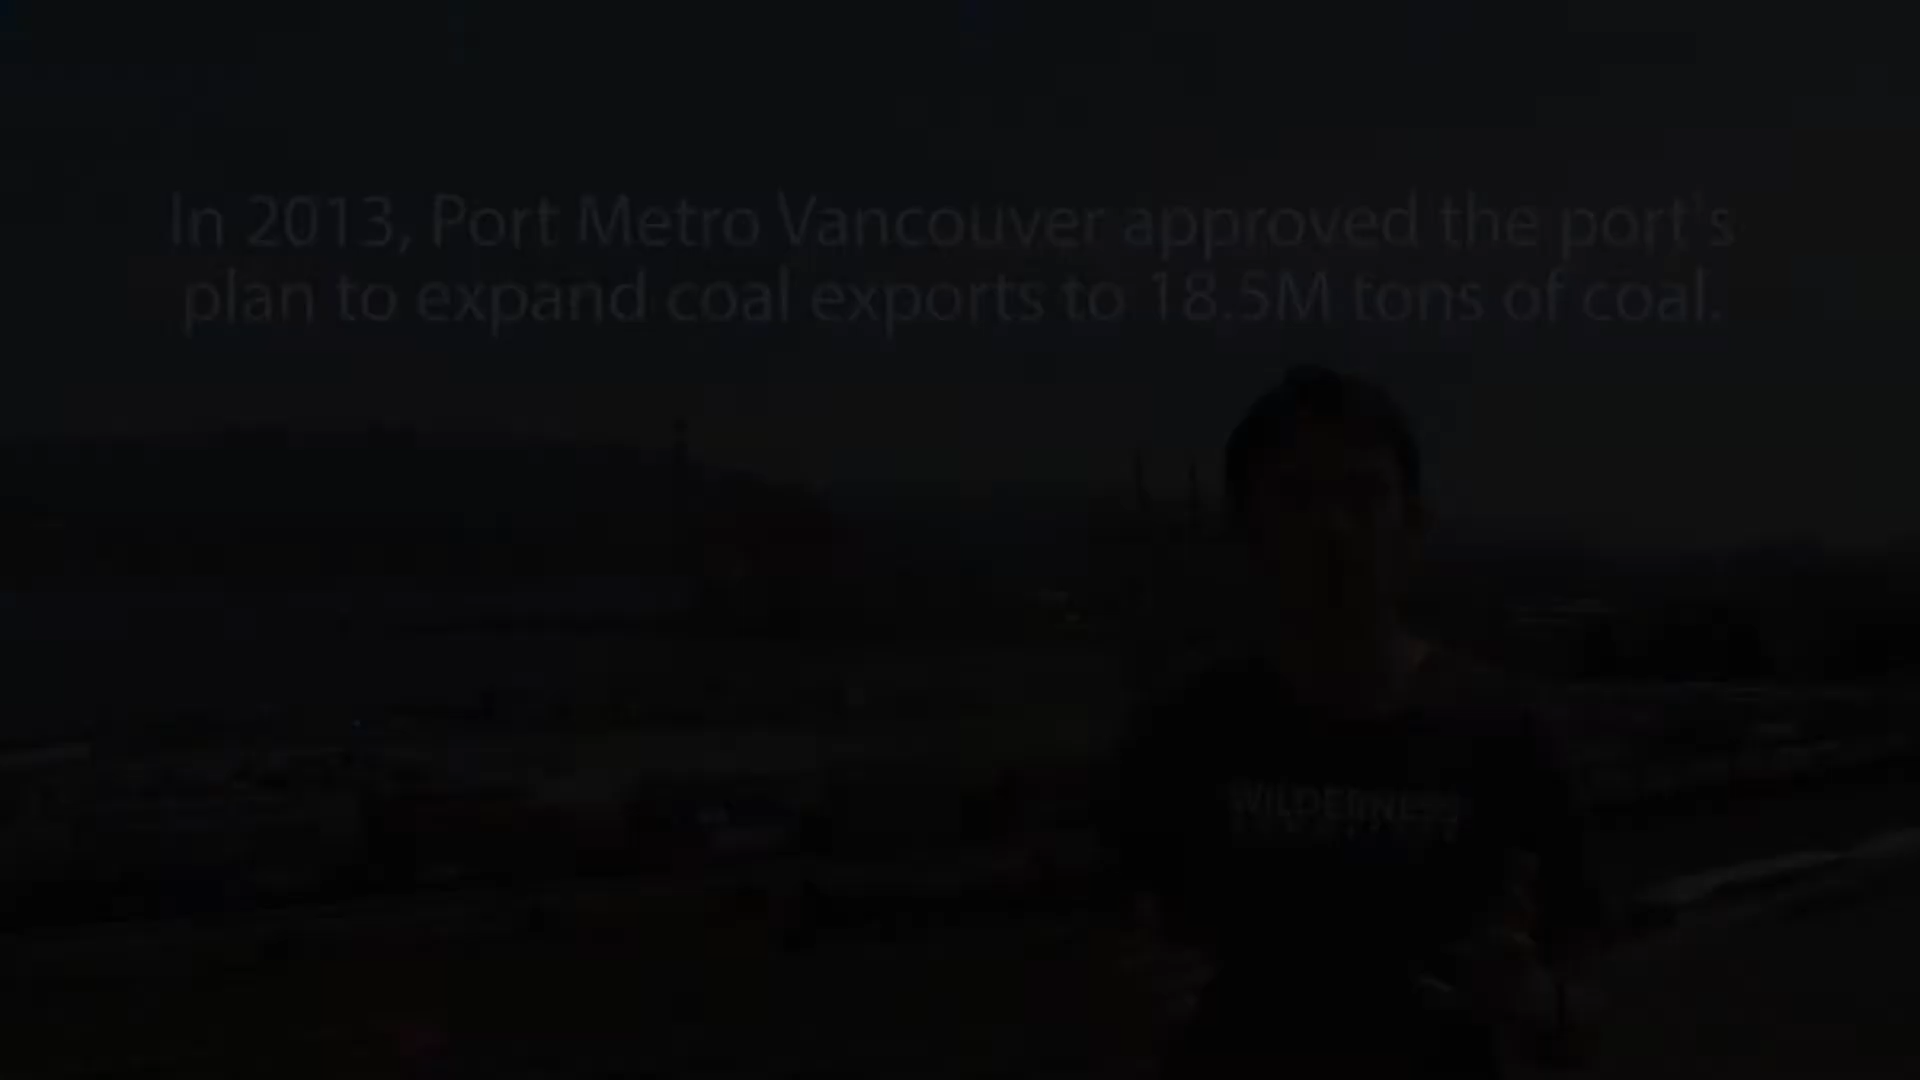 In 2013, Port Metro Vancouver approved the port's
plan to expand coal exports to 18.5M tons of coal.
WILDERNESS